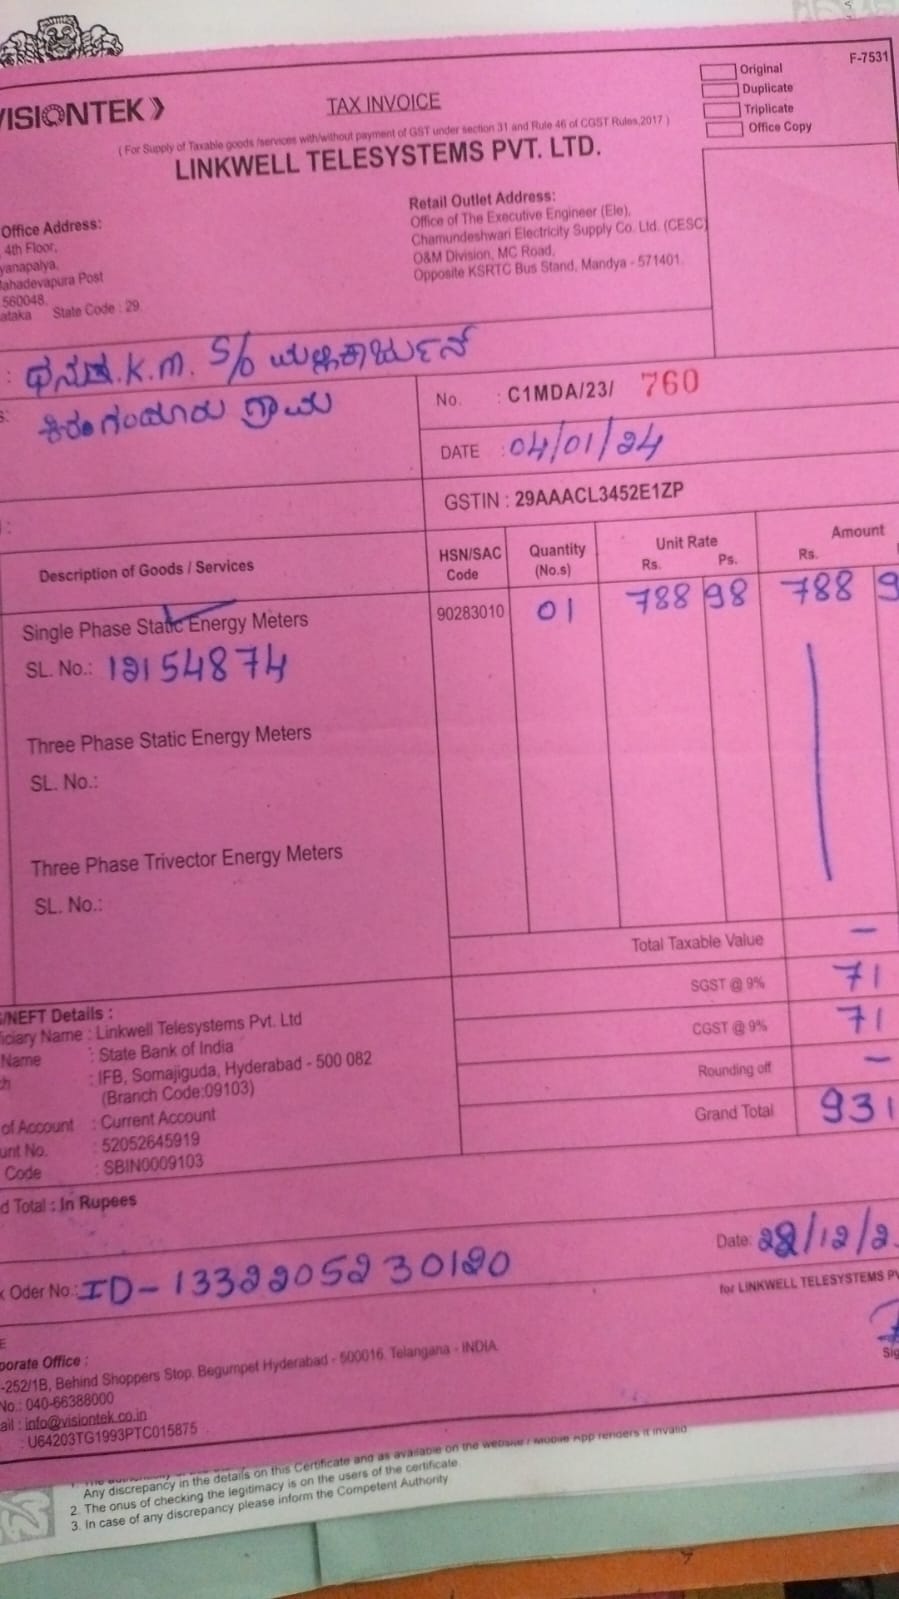 VISIONTEK
TAX INVOICE
Original
Duplicate
Triplicate
Office Copy
F-7531
( For Supply of Taxable goods /services with/without payment of GST under section 31 and Rule 46 of CGST Rules,2017 )
LINKWELL TELESYSTEMS PVT. LTD.
Office Address:
4th Floor,
yanapalya,
Mahadevapura Post
560048.
ataka State Code : 29
Retail Outlet Address:
Office of The Executive Engineer (Ele),
Chamundeshwari Electricity Supply Co. Ltd. (CESC)
O&M Division, MC Road,
Opposite KSRTC Bus Stand, Mandya - 571401.
: K.M. S/o
ಗ್ರಾಮ
No. : C1MDA/23/ 760
DATE : 04/01/24
GSTIN : 29AAACL3452E1ZP
Description of Goods / Services
HSN/SAC Code
Quantity (No.s)
Unit Rate
Rs. Ps.
Amount
Rs.
Single Phase Static Energy Meters 90283010 01 788 98 788 9
SL. No.: 12154874
Three Phase Static Energy Meters
SL. No.:
Three Phase Trivector Energy Meters
SL. No.:
Total Taxable Value -
SGST @ 9% 71
CGST @ 9% 71
Rounding off -
Grand Total 931
/NEFT Details :
ficiary Name : Linkwell Telesystems Pvt. Ltd
Name : State Bank of India
ch : IFB, Somajiguda, Hyderabad - 500 082
(Branch Code:09103)
of Account : Current Account
unt No. : 52052645919
Code : SBIN0009103
d Total : In Rupees
k Oder No.: ID-1332205230120
Date: 22/12/2
for LINKWELL TELESYSTEMS PV
Sig
porate Office :
-252/1B, Behind Shoppers Stop. Begumpet Hyderabad - 500016. Telangana - INDIA.
No.: 040-66388000
ail : info@visiontek.co.in
: U64203TG1993PTC015875
Any discrepancy in the details on this Certificate and as available on the website / Mobile App renders it invalid
2. The onus of checking the legitimacy is on the users of the certificate.
3. In case of any discrepancy please inform the Competent Authority